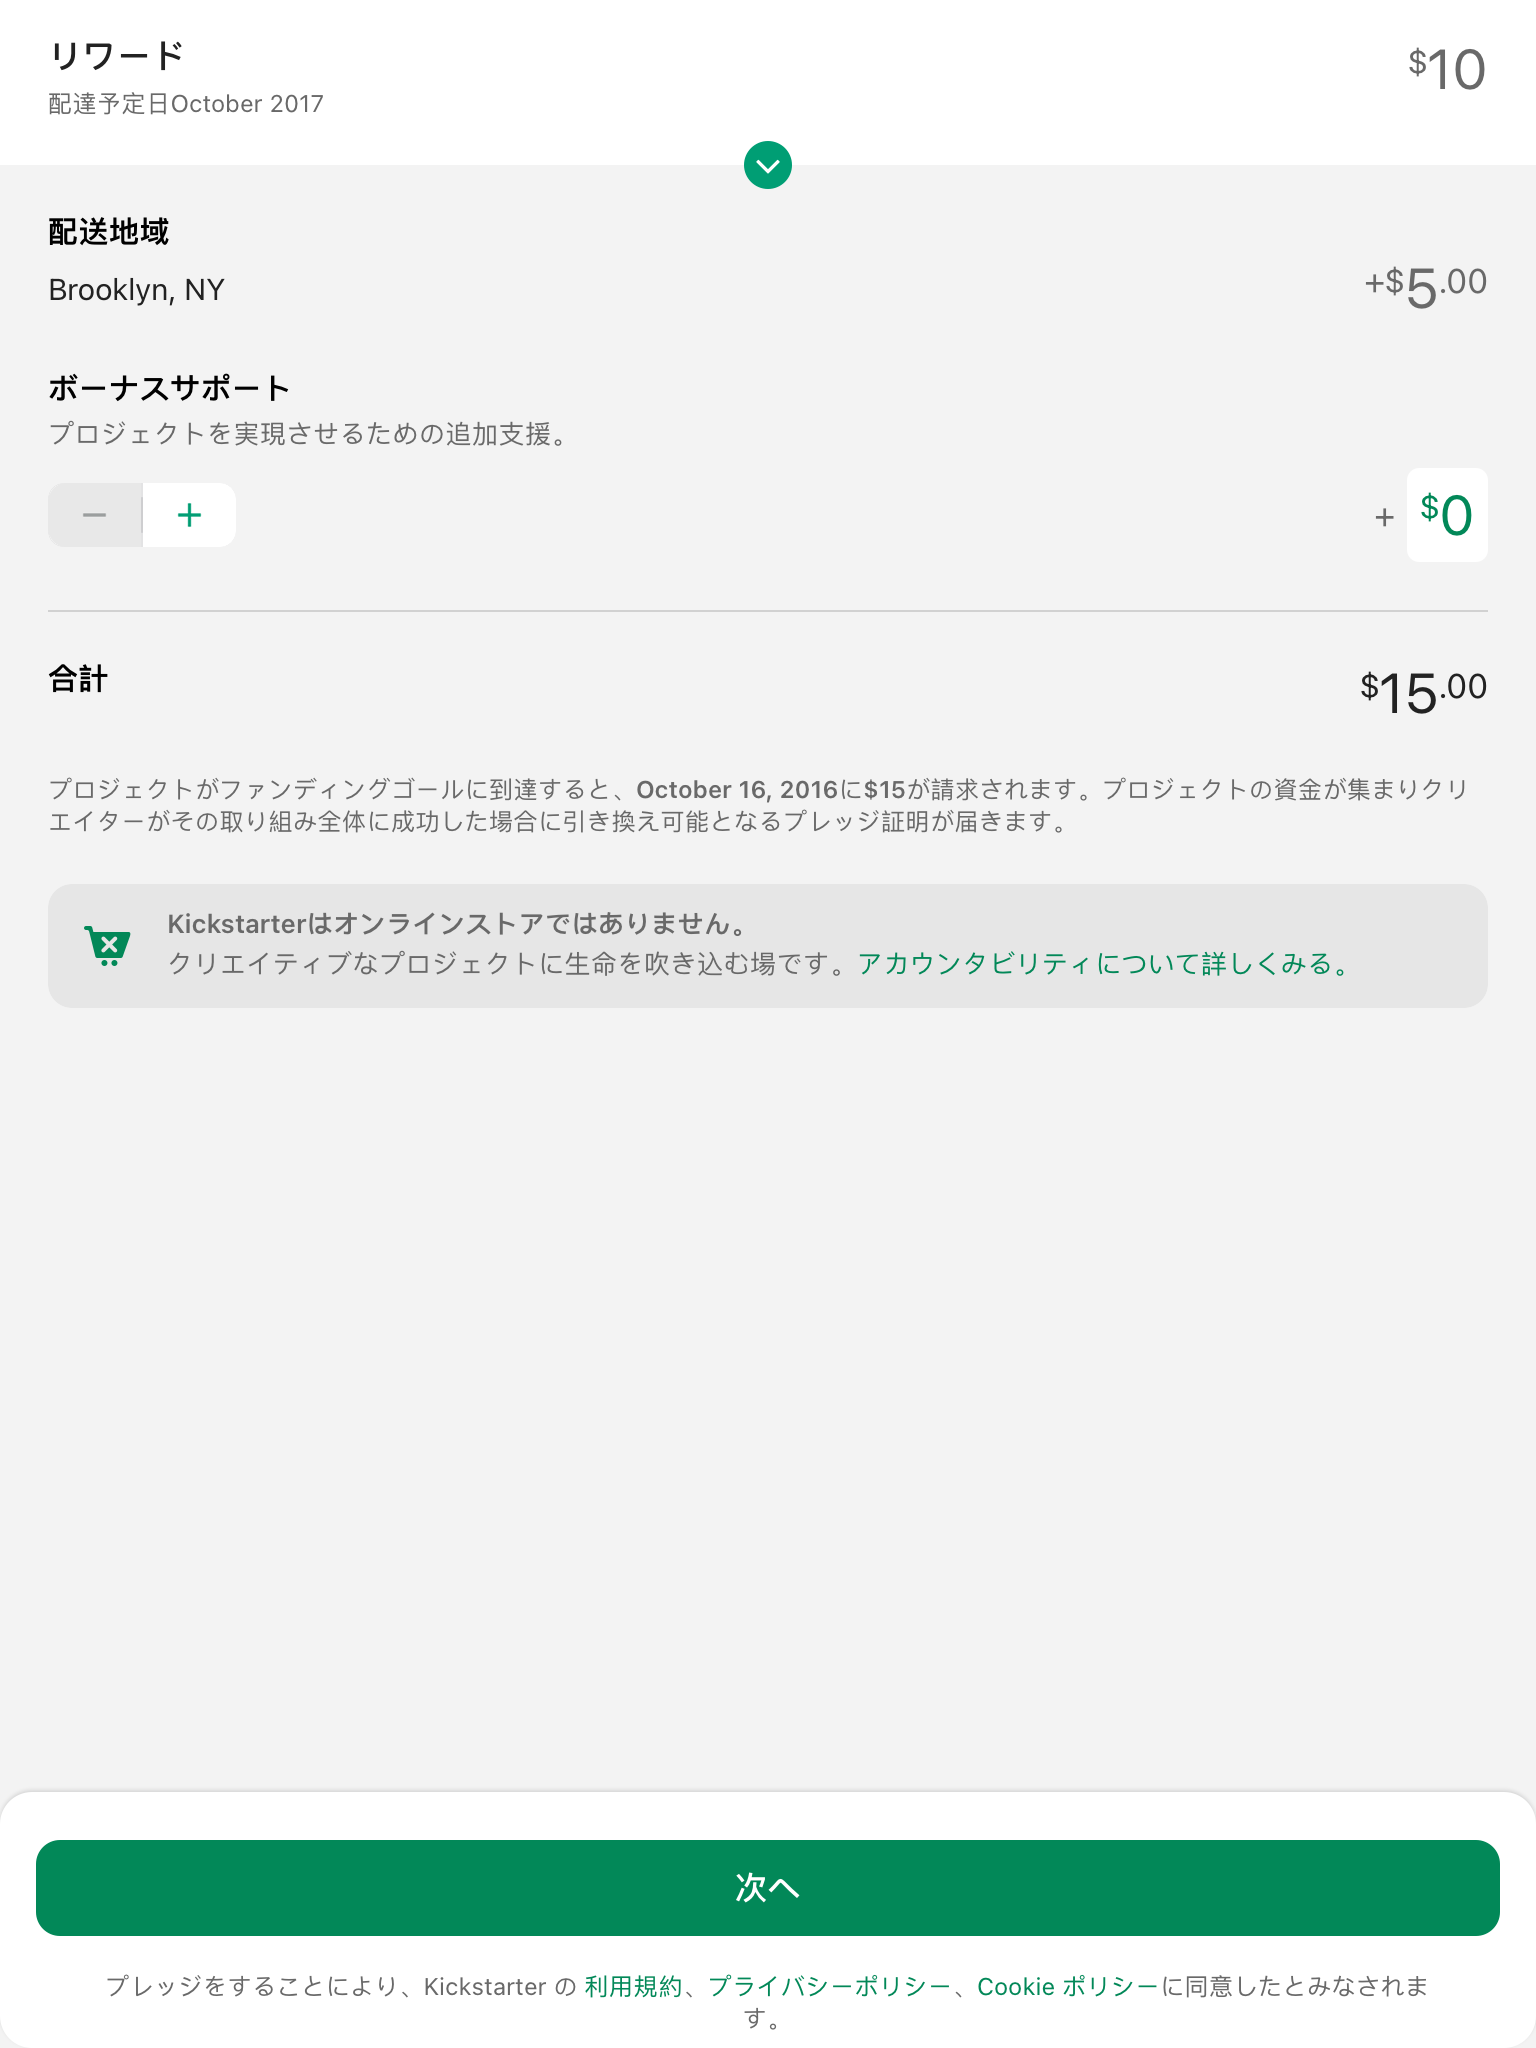 リワード
$10
配達予定日October 2017
配送地域
Brooklyn, NY
+$5.00
ボーナスサポート
プロジェクトを実現させるための追加支援。
− +
+ $0
合計
$15.00
プロジェクトがファンディングゴールに到達すると、October 16, 2016に$15が請求されます。プロジェクトの資金が集まりクリ
エイターがその取り組み全体に成功した場合に引き換え可能となるプレッジ証明が届きます。
Kickstarterはオンラインストアではありません。
クリエイティブなプロジェクトに生命を吹き込む場です。アカウンタビリティについて詳しくみる。
次へ
プレッジをすることにより、Kickstarter の 利用規約、プライバシーポリシー、Cookie ポリシーに同意したとみなされま
す。